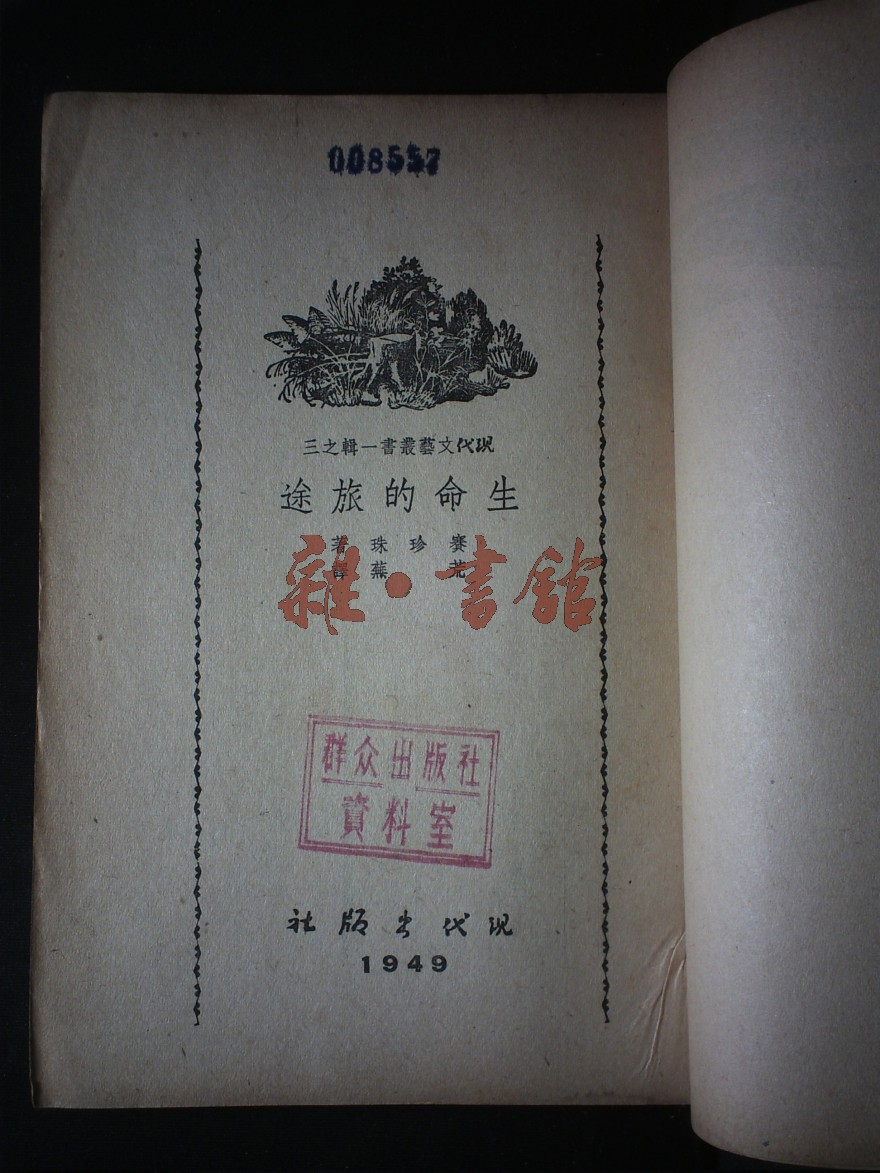 008557
現代文藝叢書一輯之三
生命的旅途
賽珍珠著
荒蕪譯
雜·書館
群众出版社
資料室
現代出版社
1949